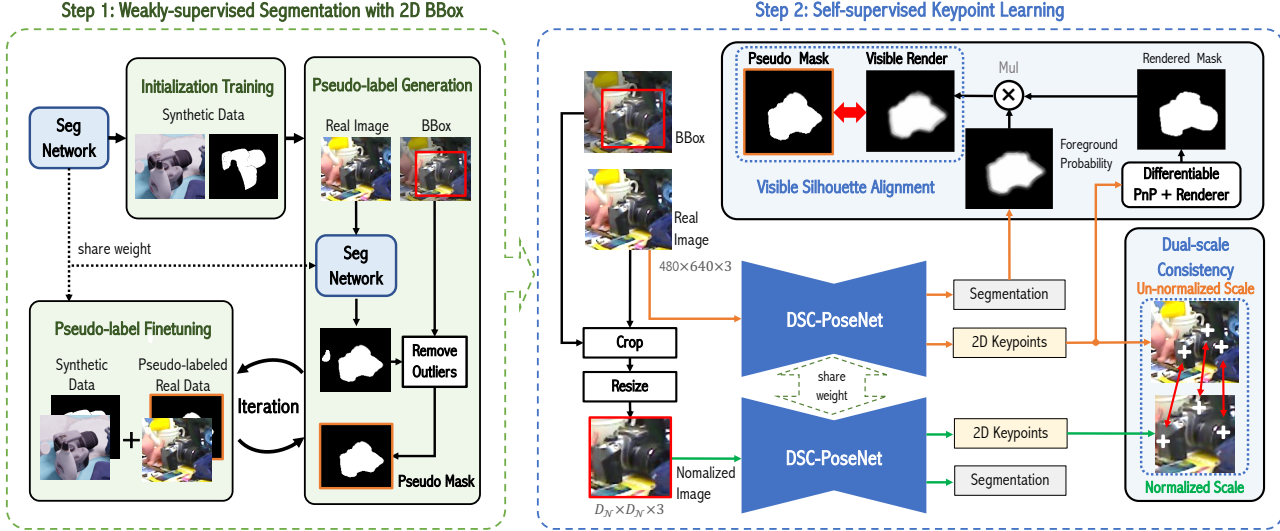 Step 1: Weakly-supervised Segmentation with 2D BBox
Seg
Network
Initialization Training
Synthetic Data
share weight
Pseudo-label Generation
Real Image
BBox
Seg
Network
Remove
Outliers
Pseudo Mask
Pseudo-label Finetuning
Synthetic
Data
Pseudo-labeled
Real Data
+
Iteration
Step 2: Self-supervised Keypoint Learning
BBox
Real
Image
480×640×3
Crop
Resize
Nomalized
Image
D𝒩×D𝒩×3
Pseudo Mask
Visible Render
Visible Silhouette Alignment
Mul
Foreground
Probability
Rendered Mask
Differentiable
PnP + Renderer
DSC-PoseNet
Segmentation
2D Keypoints
share
weight
DSC-PoseNet
2D Keypoints
Segmentation
Dual-scale
Consistency
Un-normalized Scale
Normalized Scale